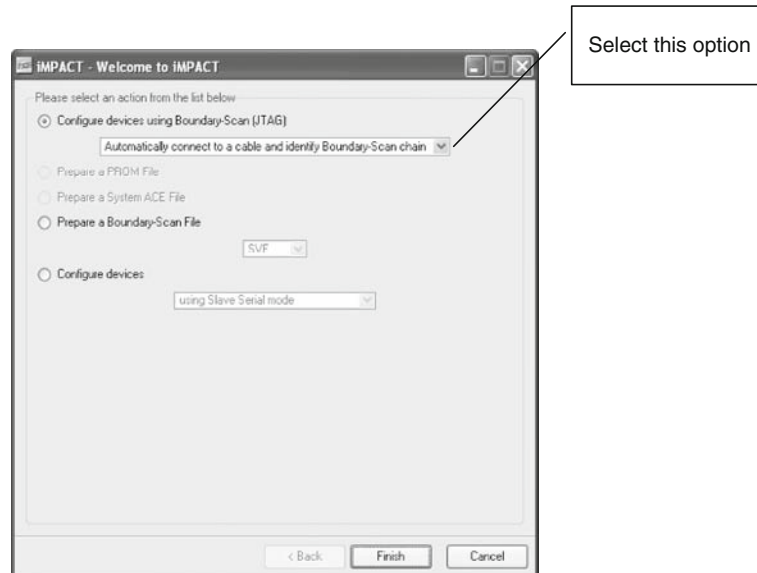 Select this option
iMPACT - Welcome to iMPACT
Please select an action from the list below
Configure devices using Boundary-Scan (JTAG)
Automatically connect to a cable and identify Boundary-Scan chain
Prepare a PROM File
Prepare a System ACE File
Prepare a Boundary-Scan File
SVF
Configure devices
using Slave Serial mode
< Back Finish Cancel